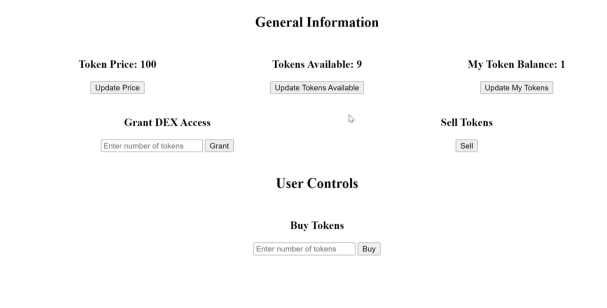 General Information
Token Price: 100 Tokens Available: 9 My Token Balance: 1
Update Price Update Tokens Available Update My Tokens
Grant DEX Access Sell Tokens
Enter number of tokens Grant Sell
User Controls
Buy Tokens
Enter number of tokens Buy